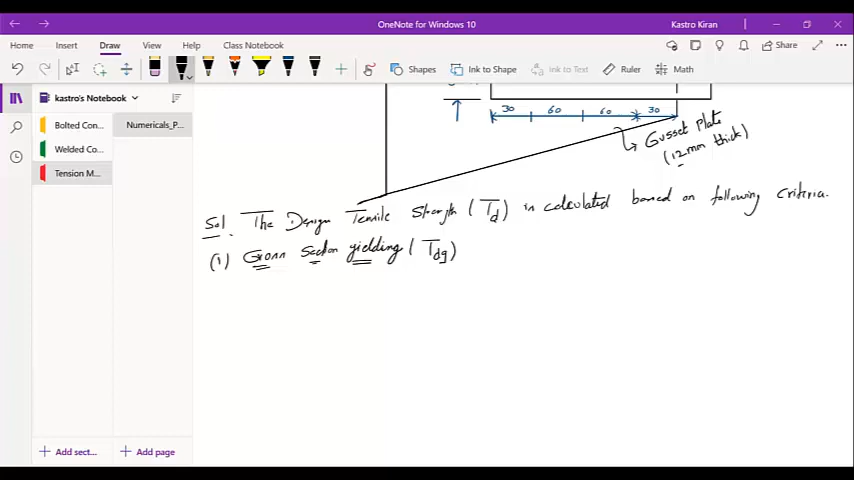 OneNote for Windows 10
Kastro Kiran
Home Insert Draw View Help Class Notebook Share
Shapes Ink to Shape Ink to Text Ruler Math
kastro's Notebook
Bolted Con...
Welded Co...
Tension M...
Numericals_P...
30 60 60 30
Gusset Plate
(12mm thick)
Sol. The Design Tensile Strength (Td) is calculated based on following criteria.
(1) Gross Section yielding (Tdg)
+ Add sect... + Add page